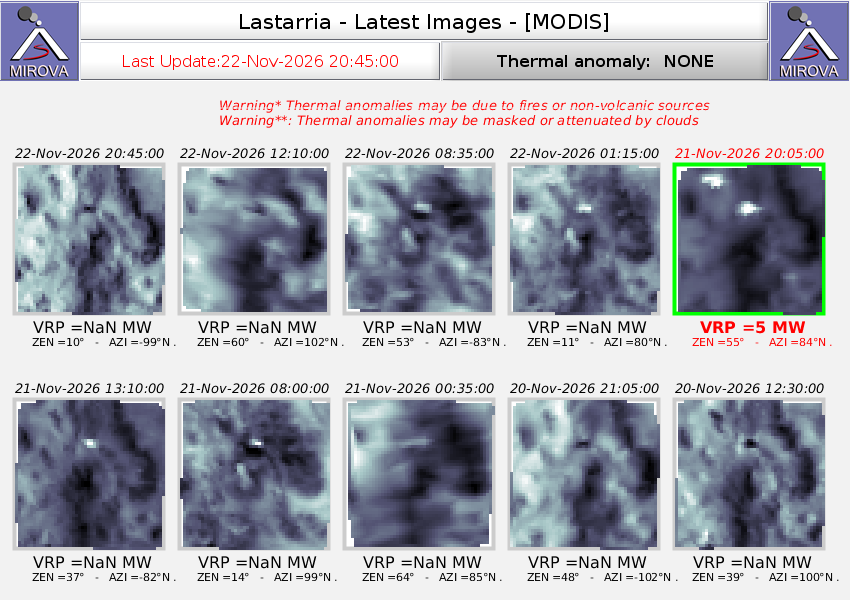 MIROVA
Lastarria - Latest Images - [MODIS]
MIROVA
Last Update:22-Nov-2026 20:45:00
Thermal anomaly: NONE
Warning* Thermal anomalies may be due to fires or non-volcanic sources
Warning**: Thermal anomalies may be masked or attenuated by clouds
22-Nov-2026 20:45:00 22-Nov-2026 12:10:00 22-Nov-2026 08:35:00 22-Nov-2026 01:15:00 21-Nov-2026 20:05:00
VRP =NaN MW VRP =NaN MW VRP =NaN MW VRP =NaN MW VRP =5 MW
ZEN =10° - AZI =-99°N . ZEN =60° - AZI =102°N . ZEN =53° - AZI =-83°N . ZEN =11° - AZI =80°N . ZEN =55° - AZI =84°N .
21-Nov-2026 13:10:00 21-Nov-2026 08:00:00 21-Nov-2026 00:35:00 20-Nov-2026 21:05:00 20-Nov-2026 12:30:00
VRP =NaN MW VRP =NaN MW VRP =NaN MW VRP =NaN MW VRP =NaN MW
ZEN =37° - AZI =-82°N . ZEN =14° - AZI =99°N . ZEN =64° - AZI =85°N . ZEN =48° - AZI =-102°N . ZEN =39° - AZI =100°N .